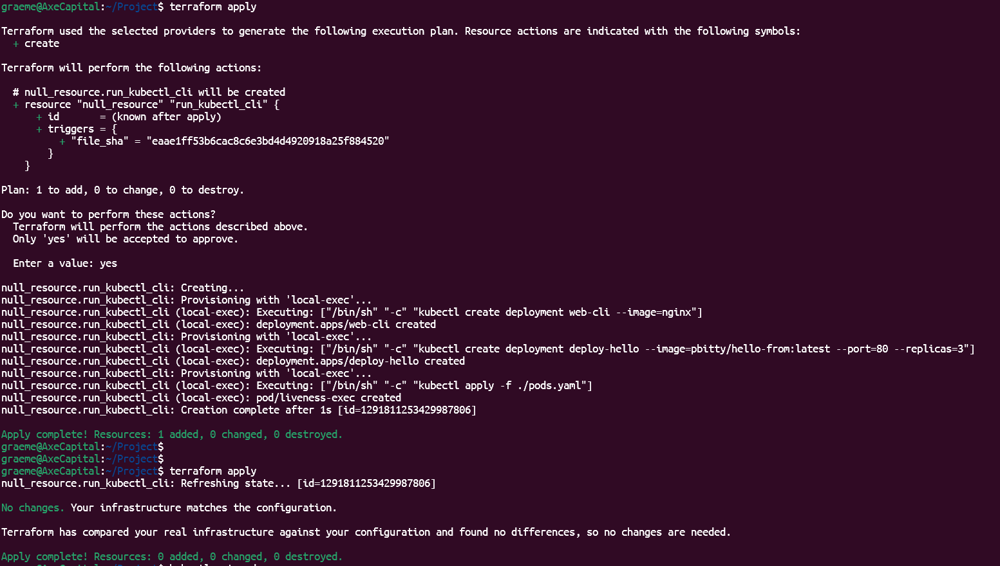 graeme@AxeCapital:~/Project$ terraform apply
Terraform used the selected providers to generate the following execution plan. Resource actions are indicated with the following symbols:
  + create
Terraform will perform the following actions:
  # null_resource.run_kubectl_cli will be created
  + resource "null_resource" "run_kubectl_cli" {
      + id       = (known after apply)
      + triggers = {
          + "file_sha" = "eaae1ff53b6cac8c6e3bd4d4920918a25f884520"
        }
    }
Plan: 1 to add, 0 to change, 0 to destroy.
Do you want to perform these actions?
  Terraform will perform the actions described above.
  Only 'yes' will be accepted to approve.
  Enter a value: yes
null_resource.run_kubectl_cli: Creating...
null_resource.run_kubectl_cli: Provisioning with 'local-exec'...
null_resource.run_kubectl_cli (local-exec): Executing: ["/bin/sh" "-c" "kubectl create deployment web-cli --image=nginx"]
null_resource.run_kubectl_cli (local-exec): deployment.apps/web-cli created
null_resource.run_kubectl_cli: Provisioning with 'local-exec'...
null_resource.run_kubectl_cli (local-exec): Executing: ["/bin/sh" "-c" "kubectl create deployment deploy-hello --image=pbitty/hello-from:latest --port=80 --replicas=3"]
null_resource.run_kubectl_cli (local-exec): deployment.apps/deploy-hello created
null_resource.run_kubectl_cli: Provisioning with 'local-exec'...
null_resource.run_kubectl_cli (local-exec): Executing: ["/bin/sh" "-c" "kubectl apply -f ./pods.yaml"]
null_resource.run_kubectl_cli (local-exec): pod/liveness-exec created
null_resource.run_kubectl_cli: Creation complete after 1s [id=1291811253429987806]
Apply complete! Resources: 1 added, 0 changed, 0 destroyed.
graeme@AxeCapital:~/Project$
graeme@AxeCapital:~/Project$
graeme@AxeCapital:~/Project$ terraform apply
null_resource.run_kubectl_cli: Refreshing state... [id=1291811253429987806]
No changes. Your infrastructure matches the configuration.
Terraform has compared your real infrastructure against your configuration and found no differences, so no changes are needed.
Apply complete! Resources: 0 added, 0 changed, 0 destroyed.